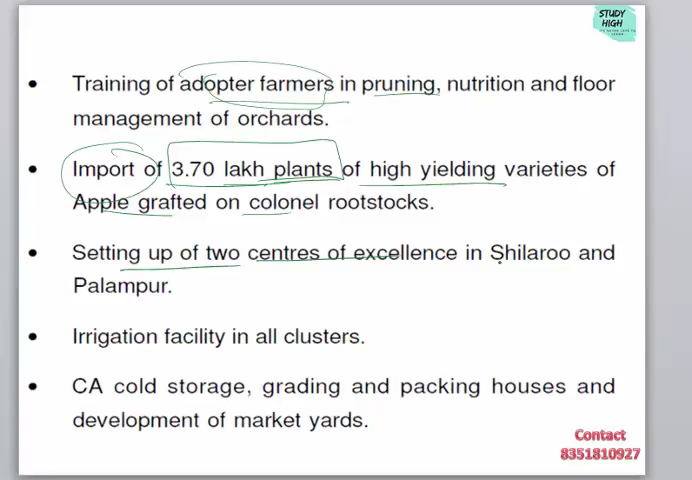 STUDY
HIGH
Training of adopter farmers in pruning, nutrition and floor
management of orchards.
Import of 3.70 lakh plants of high yielding varieties of
Apple grafted on colonel rootstocks.
Setting up of two centres of excellence in Shilaroo and
Palampur.
Irrigation facility in all clusters.
CA cold storage, grading and packing houses and
development of market yards.
Contact
8351810927